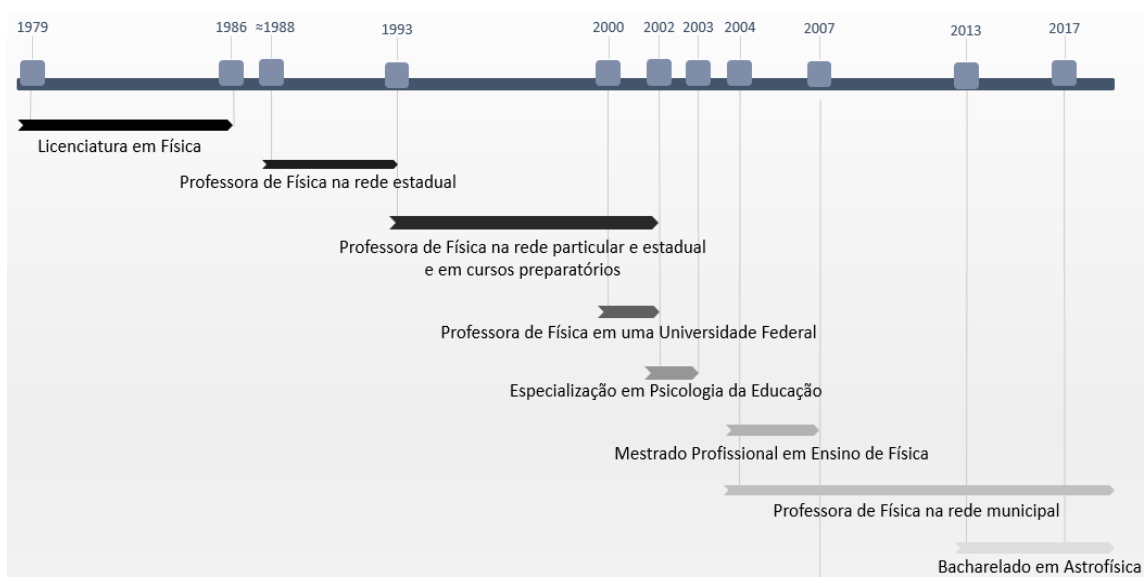 1979
1986
≈1988
1993
2000
2002
2003
2004
2007
2013
2017
Licenciatura em Física
Professora de Física na rede estadual
Professora de Física na rede particular e estadual
e em cursos preparatórios
Professora de Física em uma Universidade Federal
Especialização em Psicologia da Educação
Mestrado Profissional em Ensino de Física
Professora de Física na rede municipal
Bacharelado em Astrofísica